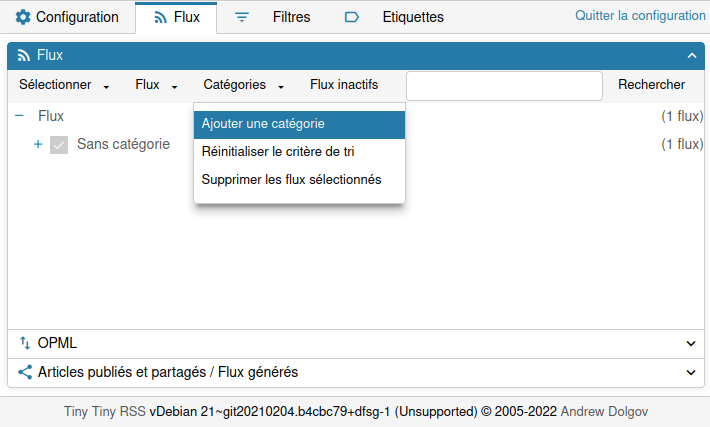 Configuration Flux Filtres Etiquettes Quitter la configuration
Flux
Sélectionner Flux Catégories Flux inactifs Rechercher
Flux (1 flux)
Ajouter une catégorie
Sans catégorie (1 flux)
Réinitialiser le critère de tri
Supprimer les flux sélectionnés
OPML
Articles publiés et partagés / Flux générés
Tiny Tiny RSS vDebian 21~git20210204.b4cbc79+dfsg-1 (Unsupported) © 2005-2022 Andrew Dolgov